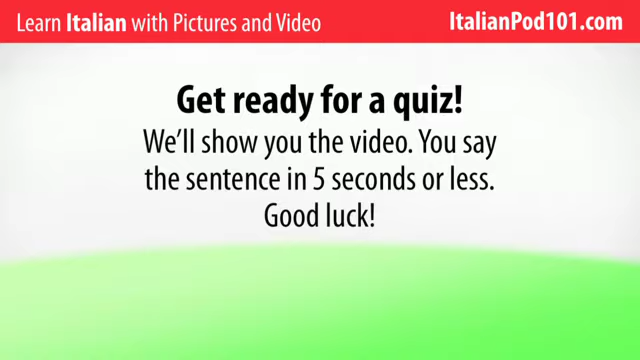 Learn Italian with Pictures and Video
ItalianPod101.com
Get ready for a quiz!
We'll show you the video. You say
the sentence in 5 seconds or less.
Good luck!